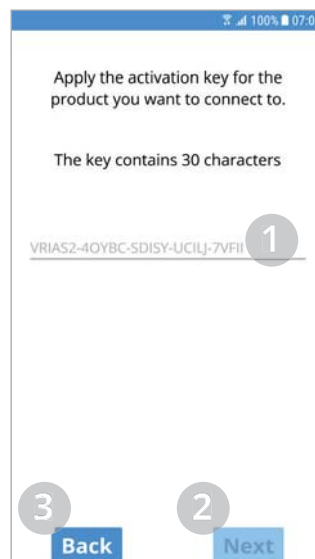 100% 07:0
Apply the activation key for the
product you want to connect to.
The key contains 30 characters
VRIAS2-4OYBC-SDISY-UCILJ-7VFII
1
3
2
Back
Next